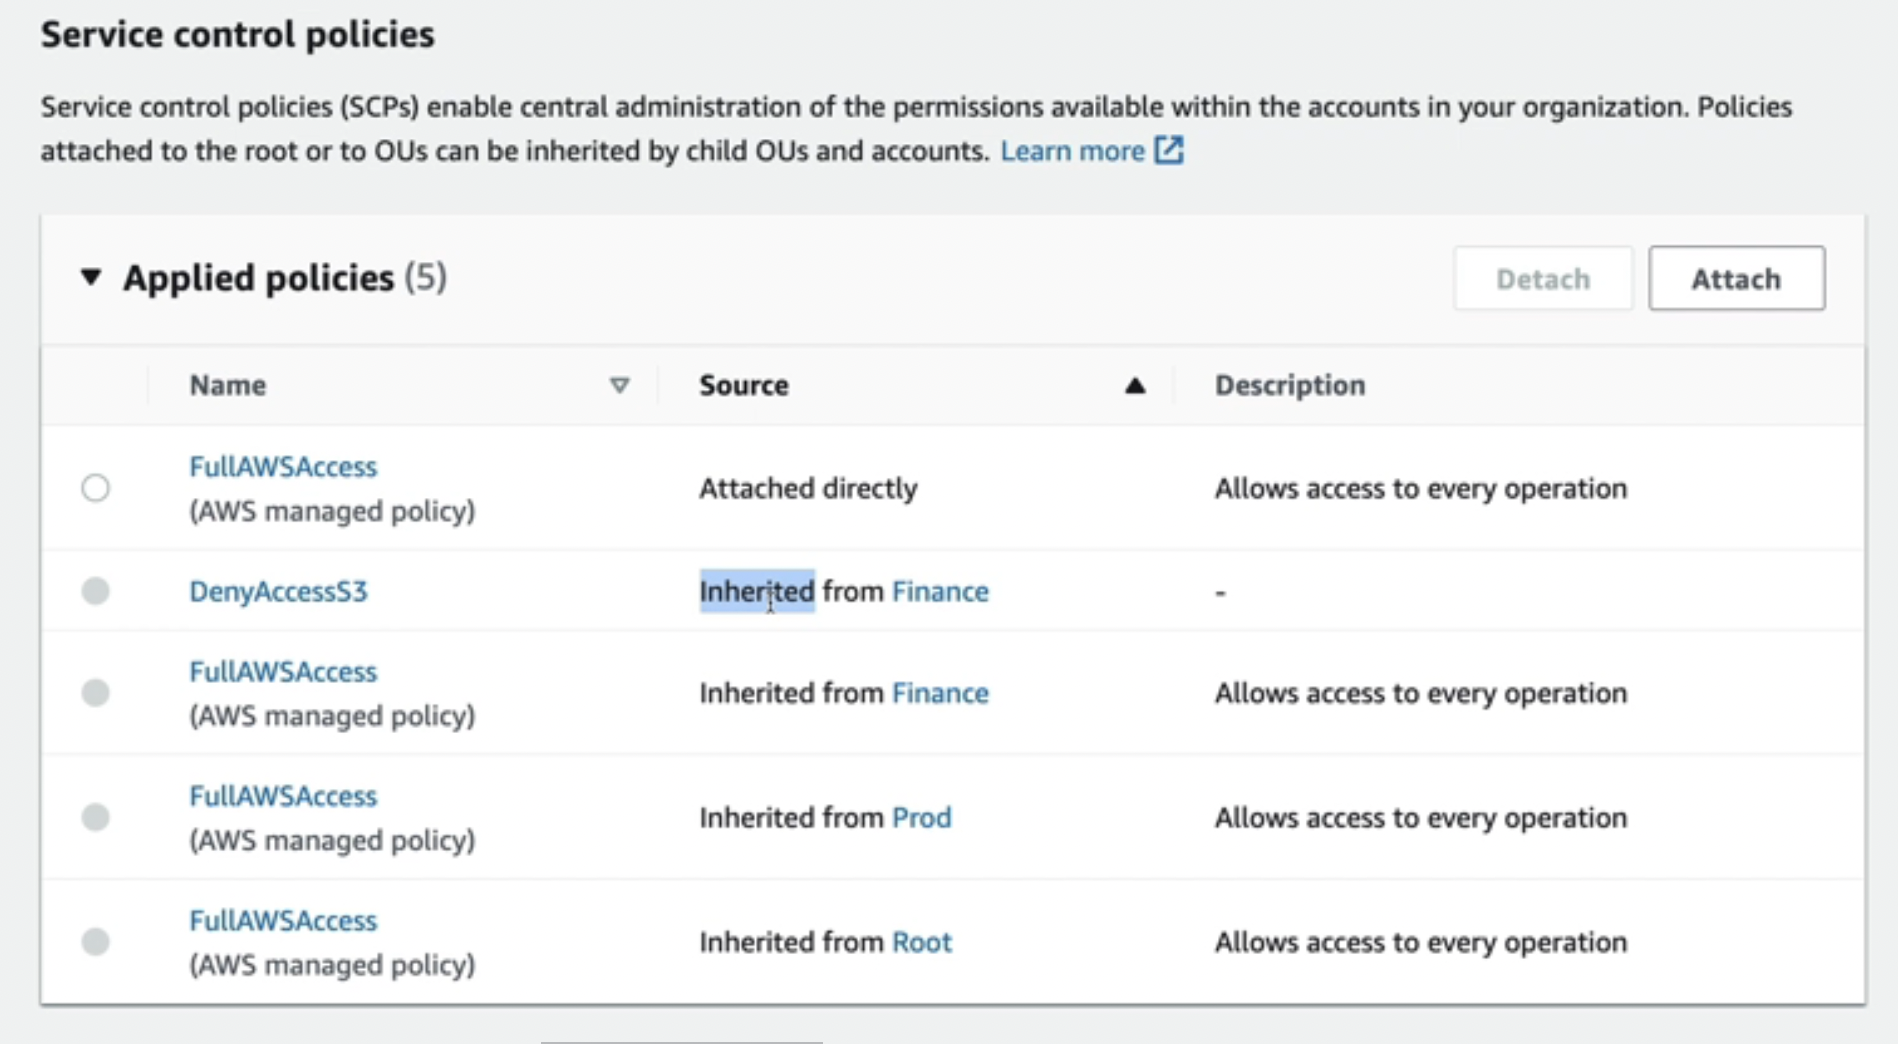 Service control policies
Service control policies (SCPs) enable central administration of the permissions available within the accounts in your organization. Policies
attached to the root or to OUs can be inherited by child OUs and accounts. Learn more
Applied policies (5)
Detach
Attach
Name
Source
Description
FullAWSAccess
(AWS managed policy)
Attached directly
Allows access to every operation
DenyAccessS3
Inherited from Finance
-
FullAWSAccess
(AWS managed policy)
Inherited from Finance
Allows access to every operation
FullAWSAccess
(AWS managed policy)
Inherited from Prod
Allows access to every operation
FullAWSAccess
(AWS managed policy)
Inherited from Root
Allows access to every operation